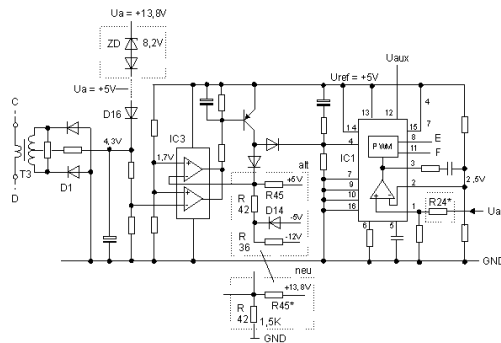 Ua = +13,8V
ZD
8,2V
Ua = +5V
D16
C
D
T3
D1
4,3V
1,7V
IC3
Uref = +5V
Uaux
13
12
4
7
14
15
4
IC1
PWM
8
E
11
F
3
7
9
10
16
2
2,5V
1
R24*
Ua
6
5
GND
alt
R
42
R45
+5V
D14
-5V
R
36
-12V
neu
+13,8V
R45*
R
42
1,5K
GND